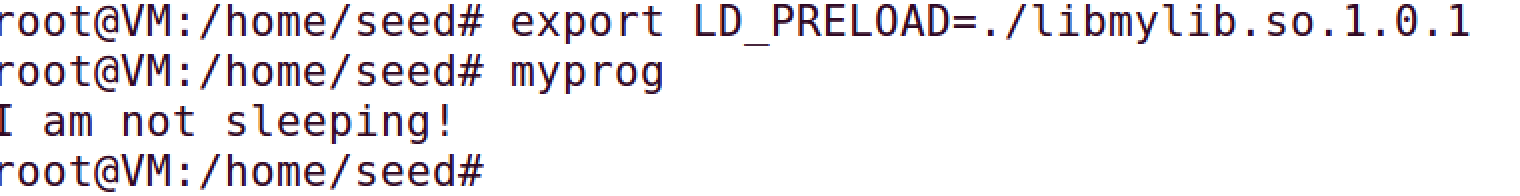 root@VM:/home/seed# export LD_PRELOAD=./libmylib.so.1.0.1
root@VM:/home/seed# myprog
I am not sleeping!
root@VM:/home/seed#